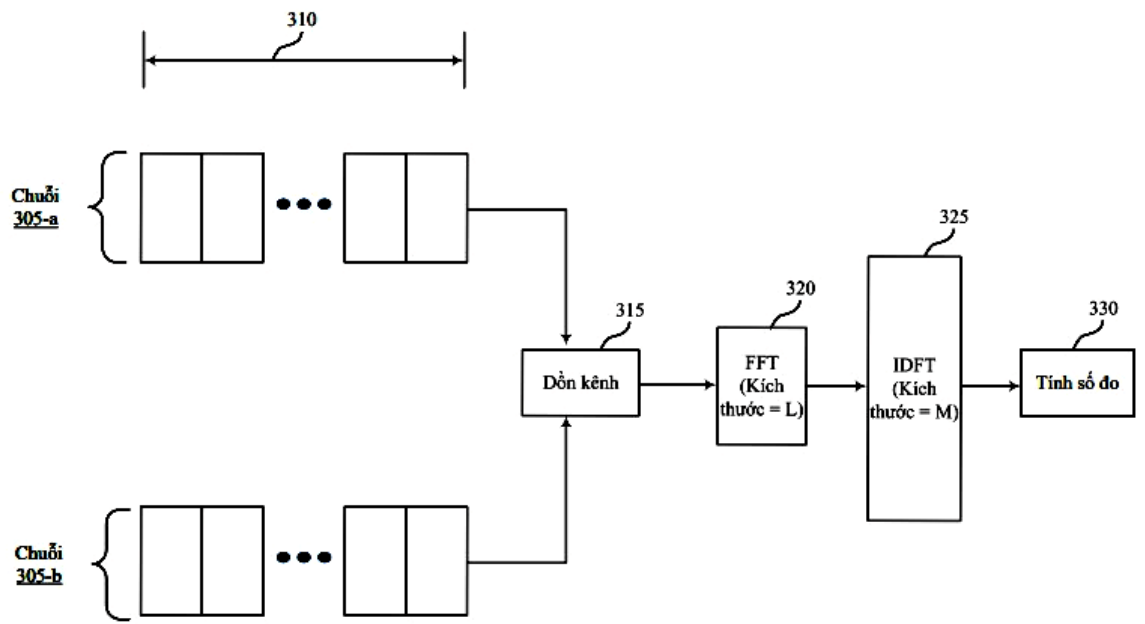 310
Chuỗi
305-a
325
320
330
315
FFT
(Kích
thước = L)
IDFT
(Kích
thước = M)
Dồn kênh
Tính số đo
Chuỗi
305-b